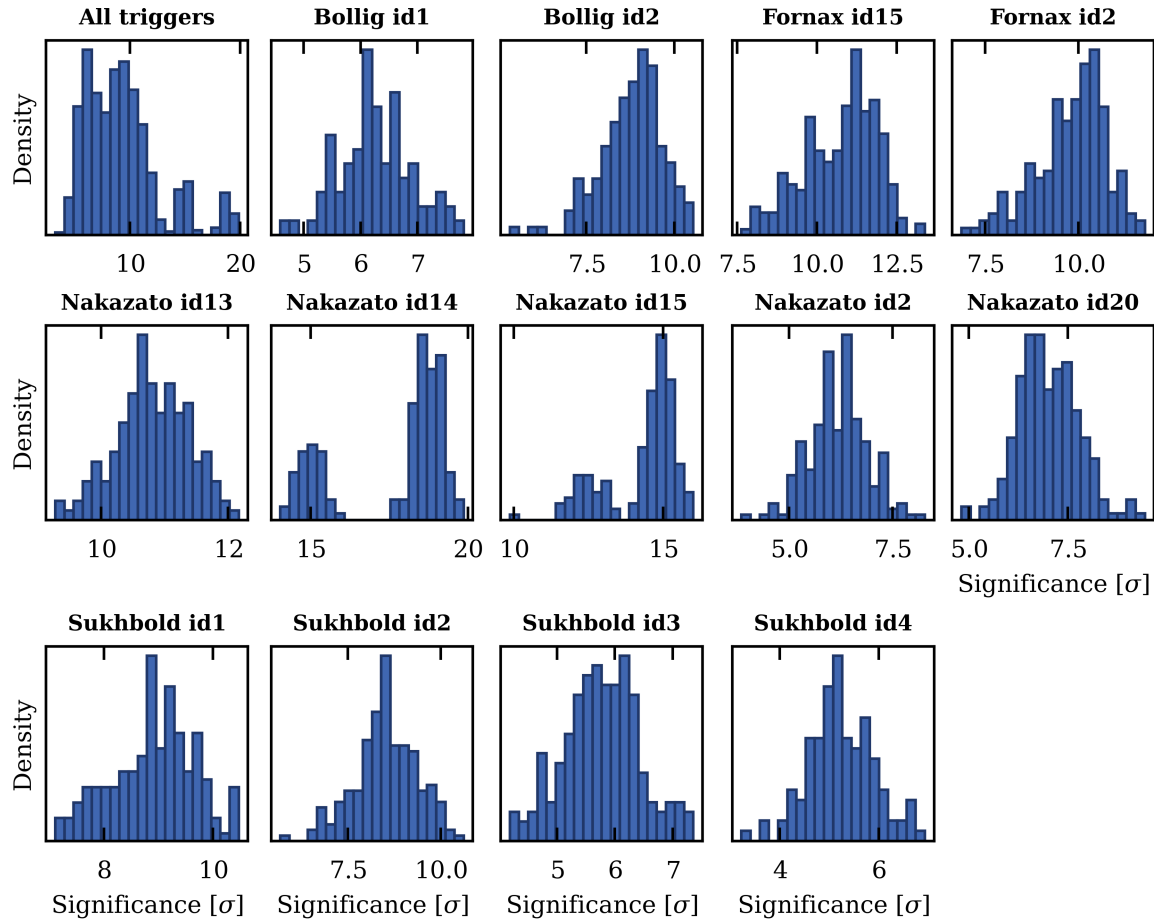 All triggers Bollig id1 Bollig id2 Fornax id15 Fornax id2
Density
10 20 5 6 7 7.5 10.0 7.5 10.0 12.5 7.5 10.0
Nakazato id13 Nakazato id14 Nakazato id15 Nakazato id2 Nakazato id20
Density
10 12 15 20 10 15 5.0 7.5 5.0 7.5
Significance [σ]
Sukhbold id1 Sukhbold id2 Sukhbold id3 Sukhbold id4
Density
8 10 7.5 10.0 5 6 7 4 6
Significance [σ] Significance [σ] Significance [σ] Significance [σ]